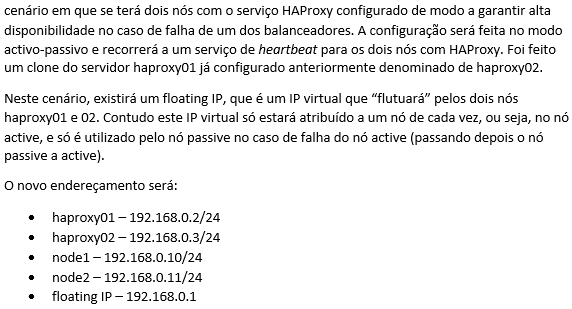 cenário em que se terá dois nós com o serviço HAProxy configurado de modo a garantir alta
disponibilidade no caso de falha de um dos balanceadores. A configuração será feita no modo
activo-passivo e recorrerá a um serviço de heartbeat para os dois nós com HAProxy. Foi feito
um clone do servidor haproxy01 já configurado anteriormente denominado de haproxy02.
Neste cenário, existirá um floating IP, que é um IP virtual que “flutuará” pelos dois nós
haproxy01 e 02. Contudo este IP virtual só estará atribuído a um nó de cada vez, ou seja, no nó
active, e só é utilizado pelo nó passive no caso de falha do nó active (passando depois o nó
passive a active).
O novo endereçamento será:
• haproxy01 – 192.168.0.2/24
• haproxy02 – 192.168.0.3/24
• node1 – 192.168.0.10/24
• node2 – 192.168.0.11/24
• floating IP – 192.168.0.1